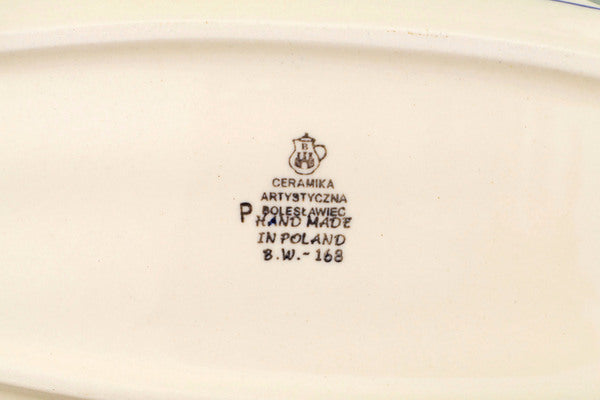 B
CERAMIKA
ARTYSTYCZNA
P BOLESŁAWIEC
HAND MADE
IN POLAND
B.W.-168